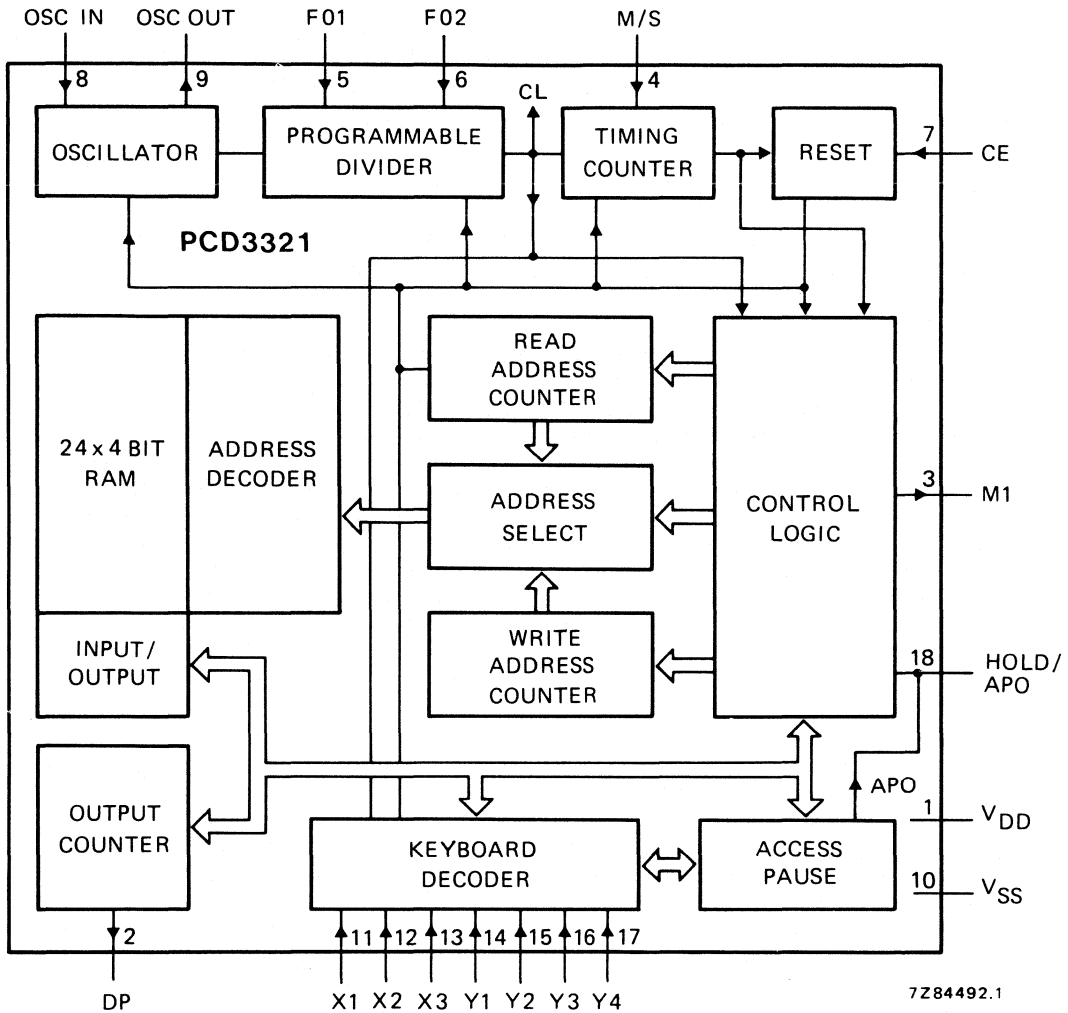 OSC IN OSC OUT F01 F02 M/S
8 9 5 6 CL 4
OSCILLATOR
PROGRAMMABLE
DIVIDER
TIMING
COUNTER
RESET
7
CE
PCD3321
24 x 4 BIT
RAM
ADDRESS
DECODER
READ
ADDRESS
COUNTER
ADDRESS
SELECT
WRITE
ADDRESS
COUNTER
CONTROL
LOGIC
3
M1
18
HOLD/
APO
INPUT/
OUTPUT
OUTPUT
COUNTER
KEYBOARD
DECODER
ACCESS
PAUSE
APO
1
VDD
10
VSS
2 11 12 13 14 15 16 17
DP X1 X2 X3 Y1 Y2 Y3 Y4
7Z84492.1